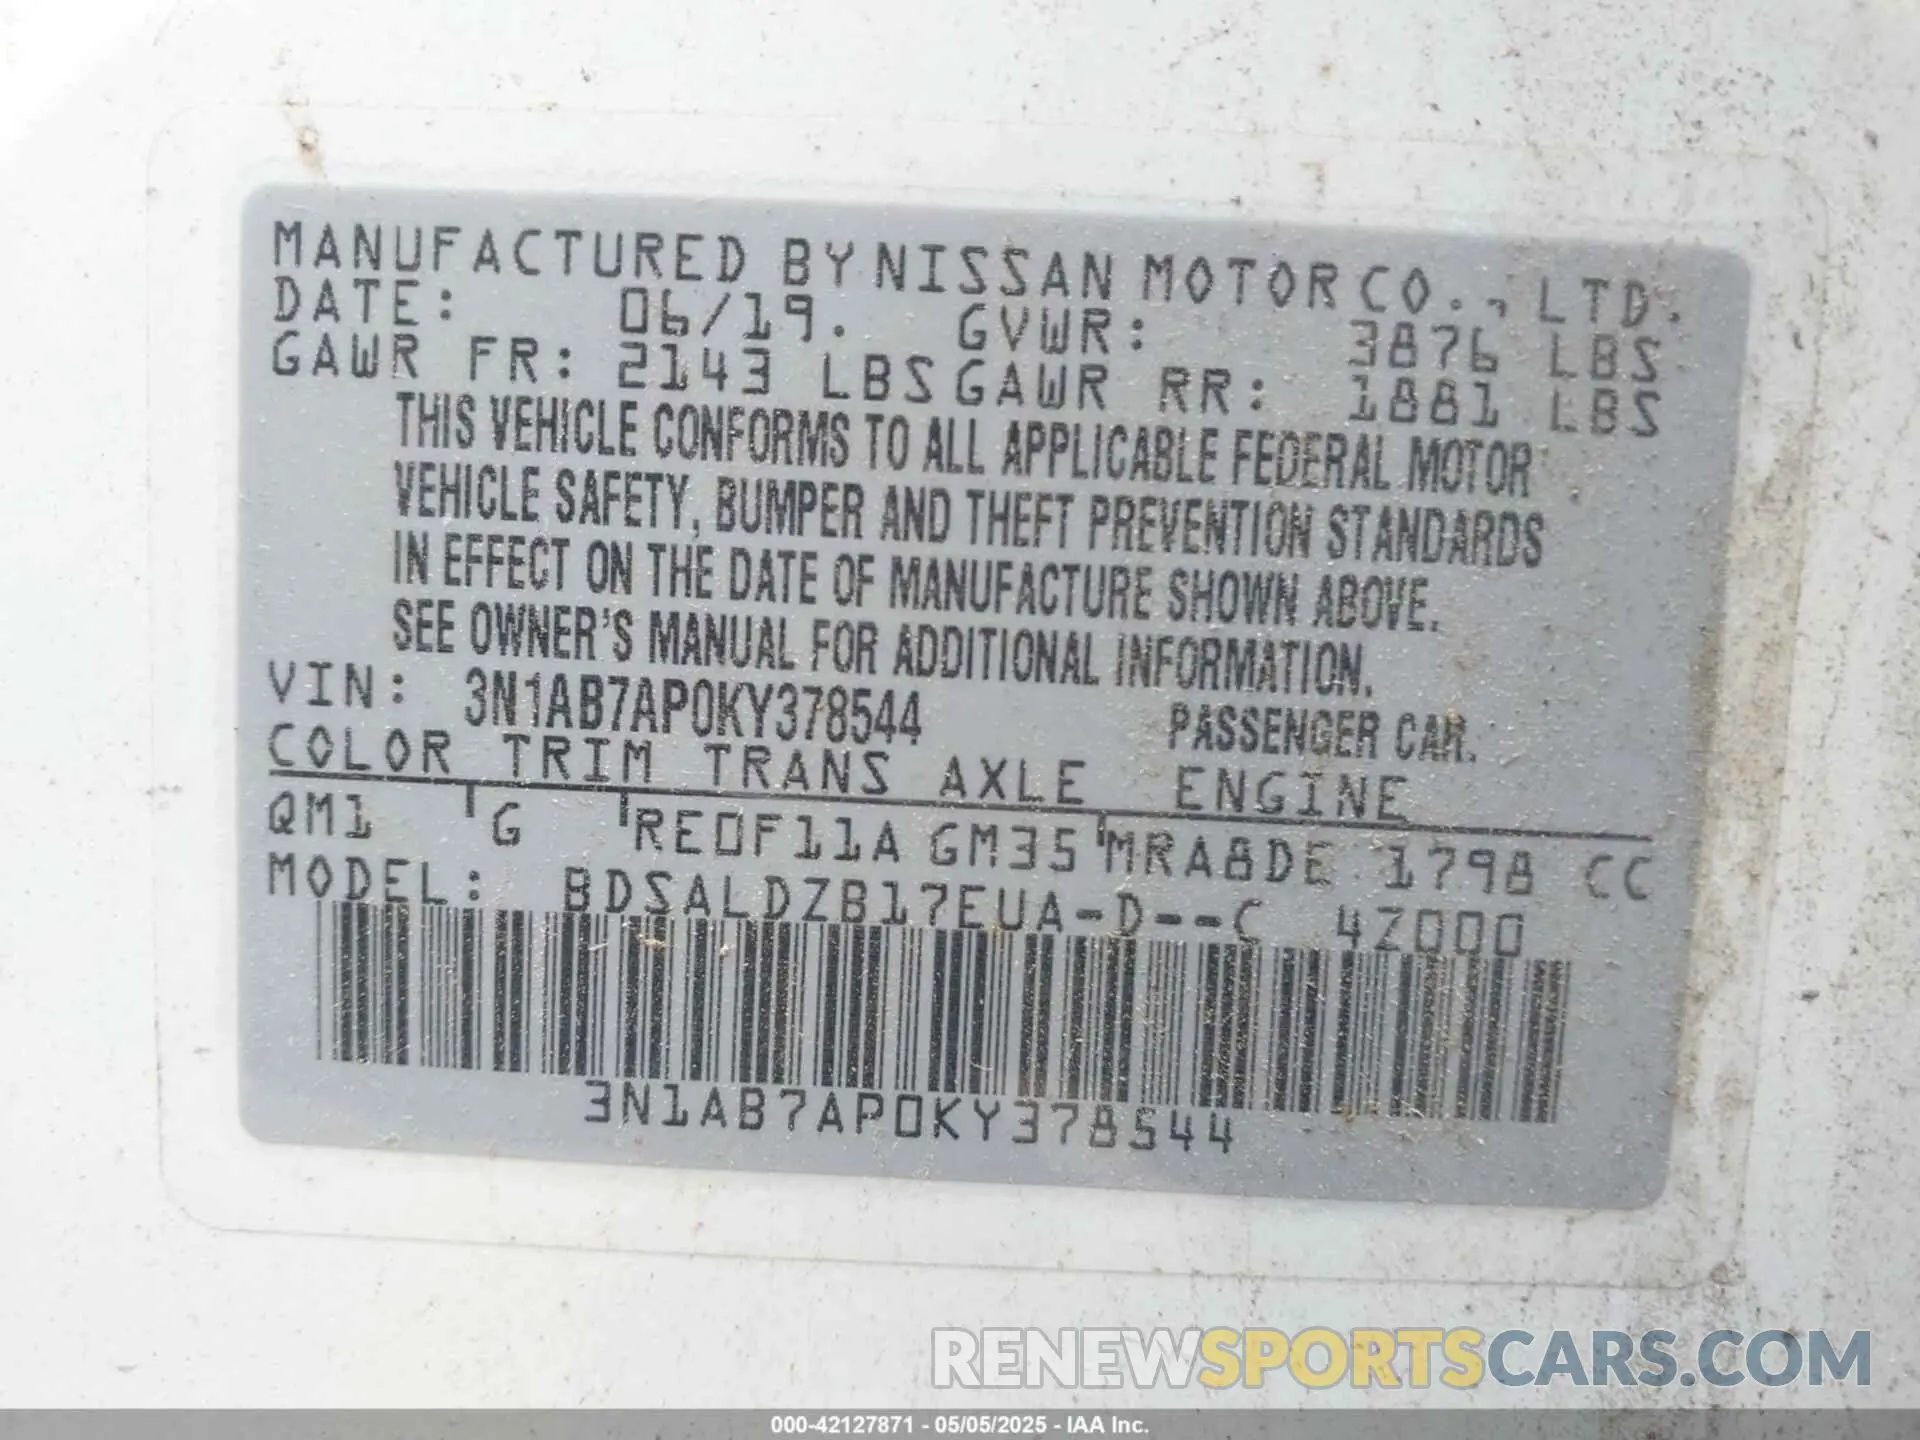 MANUFACTURED BY NISSAN MOTOR CO., LTD.
DATE: 06/19. GVWR: 3876 LBS
GAWR FR: 2143 LBS GAWR RR: 1881 LBS
THIS VEHICLE CONFORMS TO ALL APPLICABLE FEDERAL MOTOR
VEHICLE SAFETY, BUMPER AND THEFT PREVENTION STANDARDS
IN EFFECT ON THE DATE OF MANUFACTURE SHOWN ABOVE.
SEE OWNER'S MANUAL FOR ADDITIONAL INFORMATION.
VIN: 3N1AB7AP0KY378544 PASSENGER CAR.
COLOR TRIM TRANS AXLE ENGINE
QM1 G RE0F11A GM35 MRA8DE 1798 CC
MODEL: BDSALDZB17EUA-D--C 4Z000
3N1AB7AP0KY378544
RENEWSPORTSCARS.COM
000-42127871 - 05/05/2025 - IAA Inc.